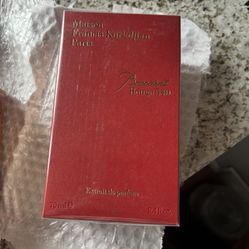 Maison
Francis Kurkdjian
Paris
Baccarat
Rouge 540
Extrait de parfum